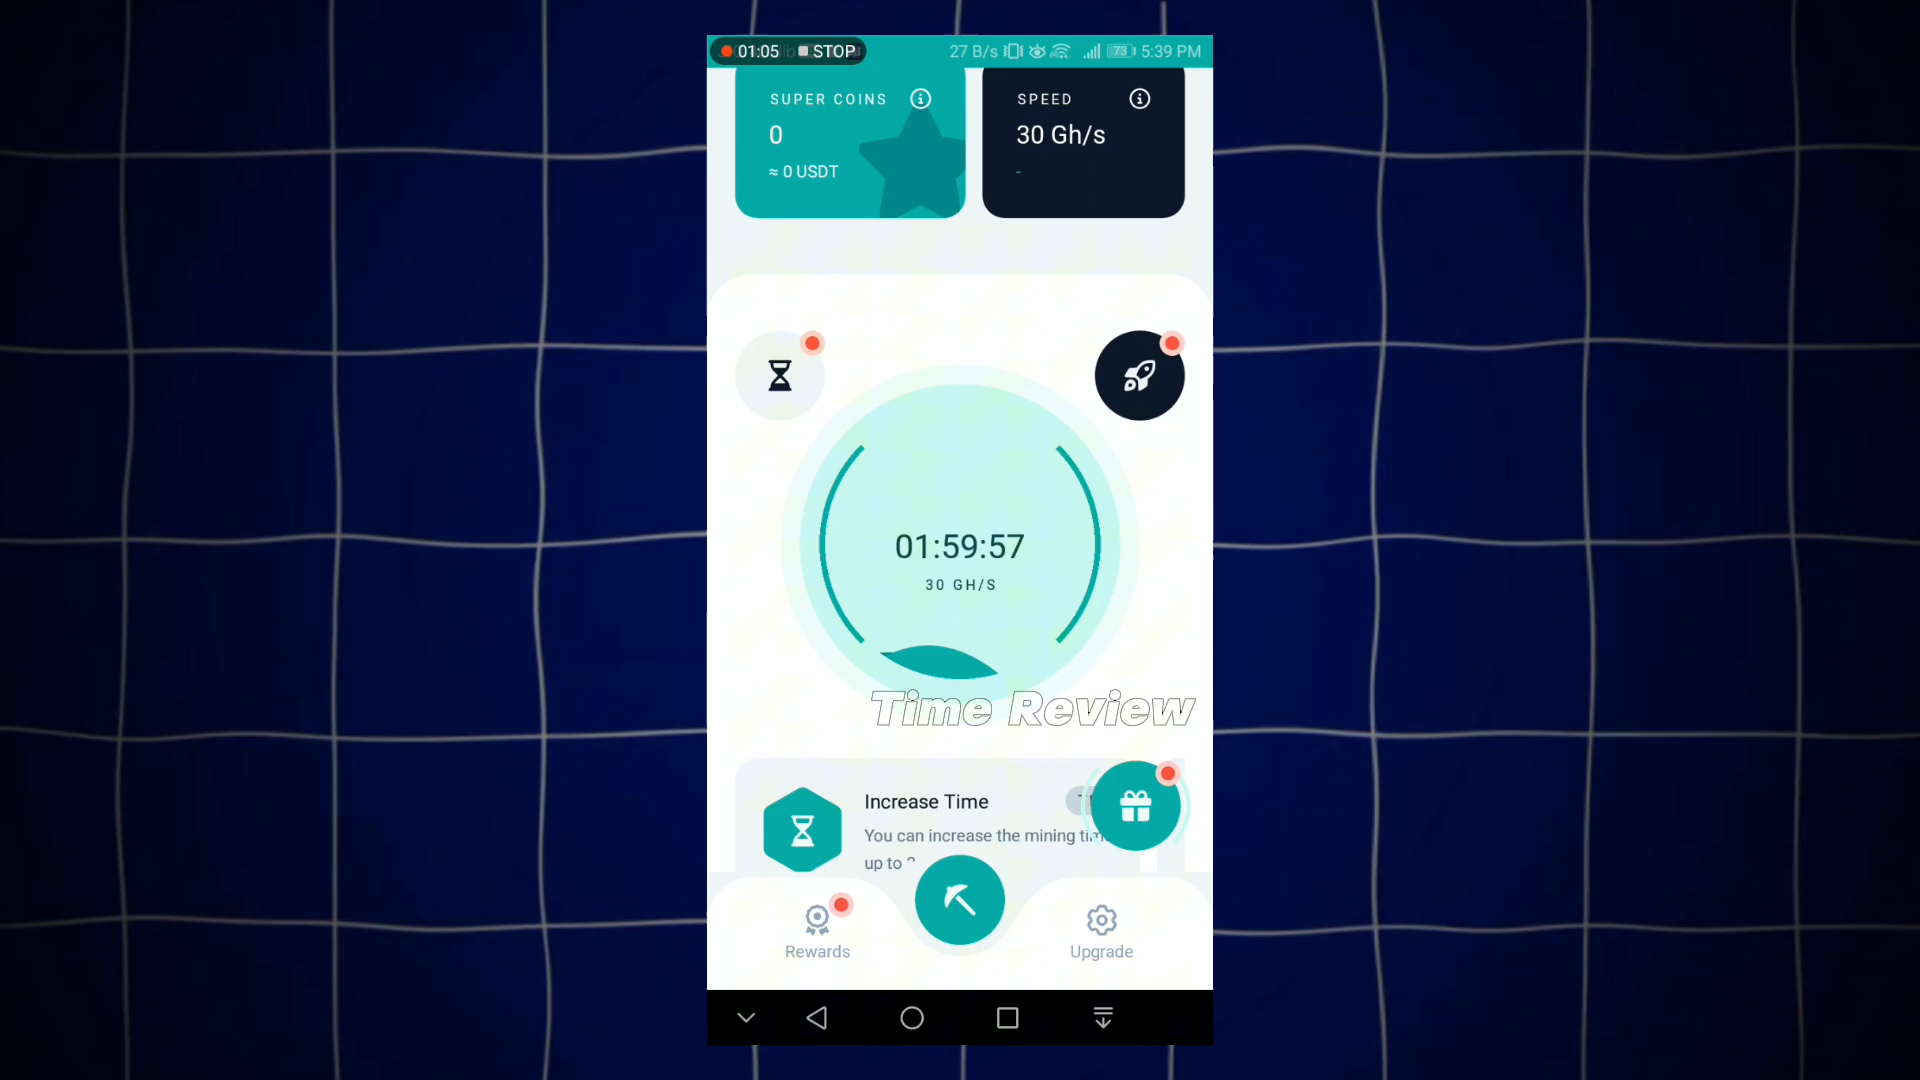 01:05 STOP 27 B/s 73 5:39 PM
SUPER COINS
0
≈ 0 USDT
SPEED
30 Gh/s
-
01:59:57
30 GH/S
Time Review
Increase Time
You can increase the mining
up to
Rewards
Upgrade